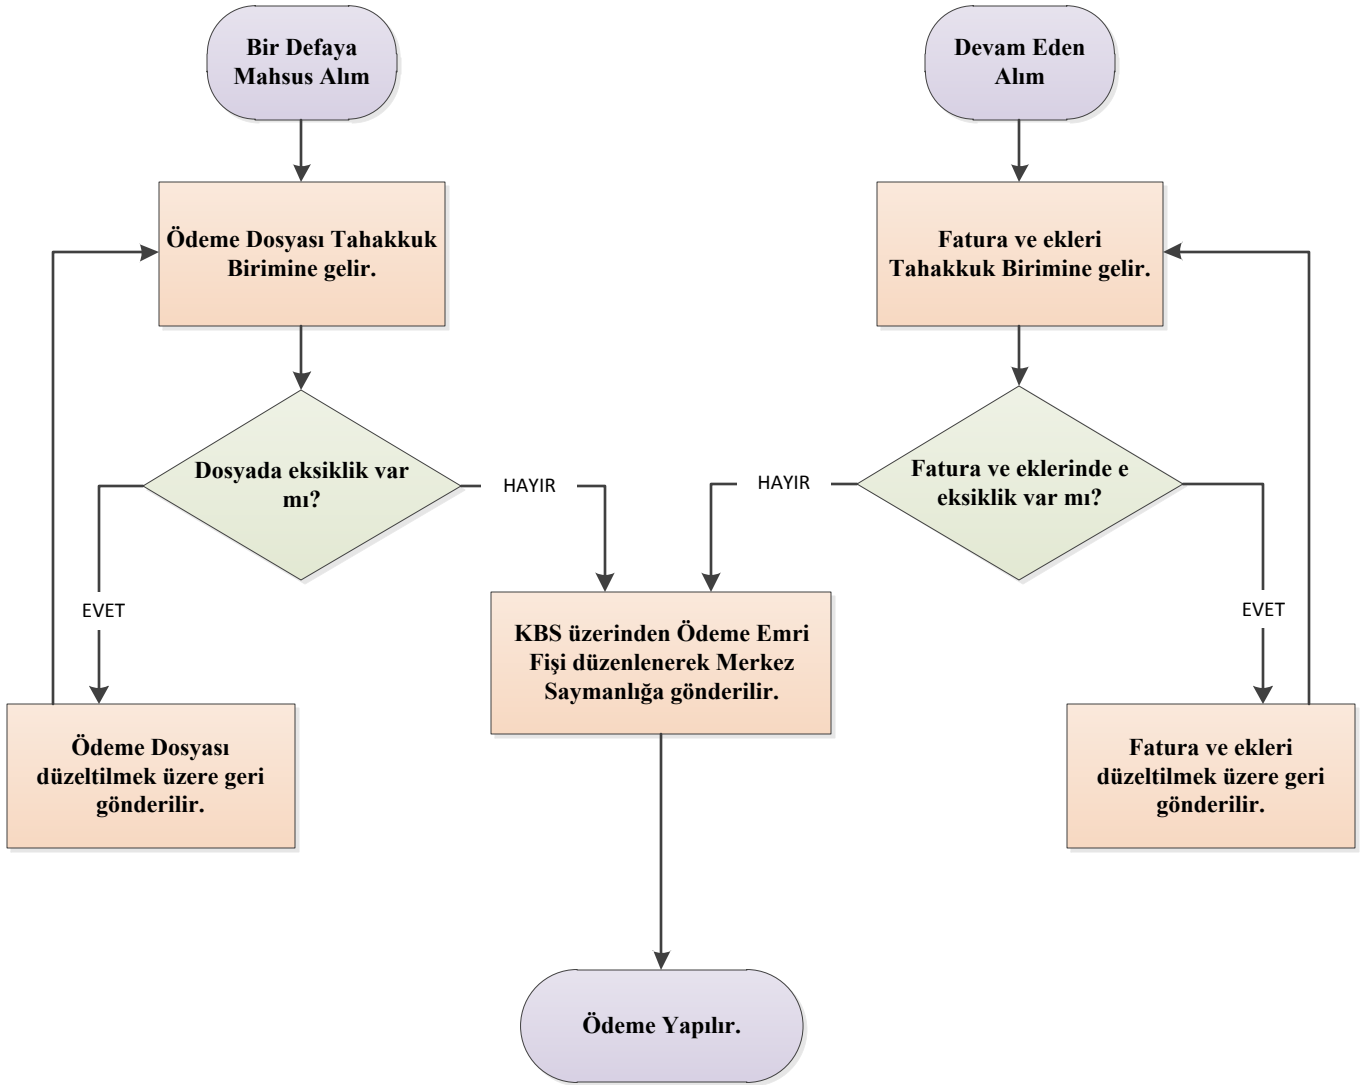 Bir Defaya
Mahsus Alım
Devam Eden
Alım
Ödeme Dosyası Tahakkuk
Birimine gelir.
Fatura ve ekleri
Tahakkuk Birimine gelir.
Dosyada eksiklik var
mı?
HAYIR
HAYIR
Fatura ve eklerinde e
eksiklik var mı?
EVET
EVET
KBS üzerinden Ödeme Emri
Fişi düzenlenerek Merkez
Saymanlığa gönderilir.
Ödeme Dosyası
düzeltilmek üzere geri
gönderilir.
Fatura ve ekleri
düzeltilmek üzere geri
gönderilir.
Ödeme Yapılır.